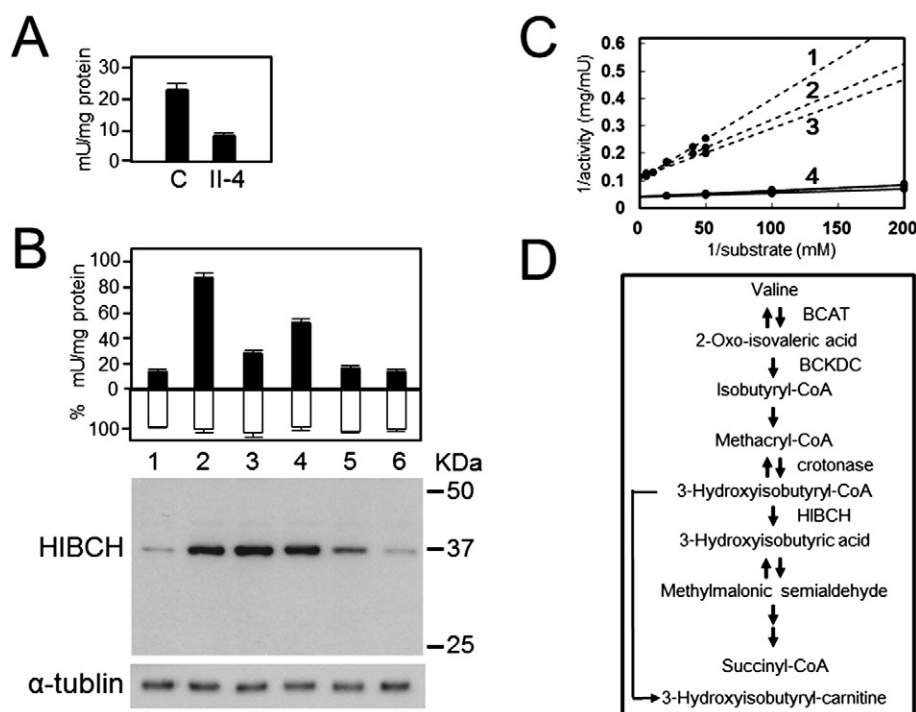 A
mU/mg protein
30
20
10
0
C II-4
B
% mU/mg protein
100
80
60
40
20
0
100
1 2 3 4 5 6 KDa
50
HIBCH
37
25
α-tublin
C
1/activity (mg/mU)
0.6
0.5
0.4
0.3
0.2
0.1
0
1
2
3
4
0 50 100 150 200
1/substrate (mM)
D
Valine
BCAT
2-Oxo-isovaleric acid
BCKDC
Isobutyryl-CoA
Methacryl-CoA
crotonase
3-Hydroxyisobutyryl-CoA
HIBCH
3-Hydroxyisobutyric acid
Methylmalonic semialdehyde
Succinyl-CoA
3-Hydroxyisobutyryl-carnitine